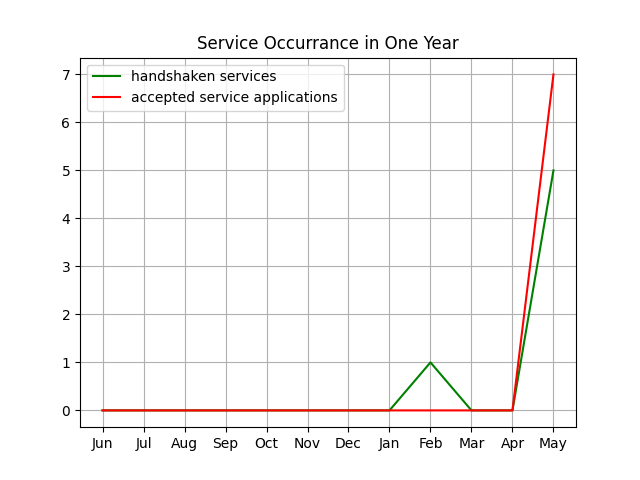 Service Occurrance in One Year
handshaken services
accepted service applications
7
6
5
4
3
2
1
0
Jun Jul Aug Sep Oct Nov Dec Jan Feb Mar Apr May